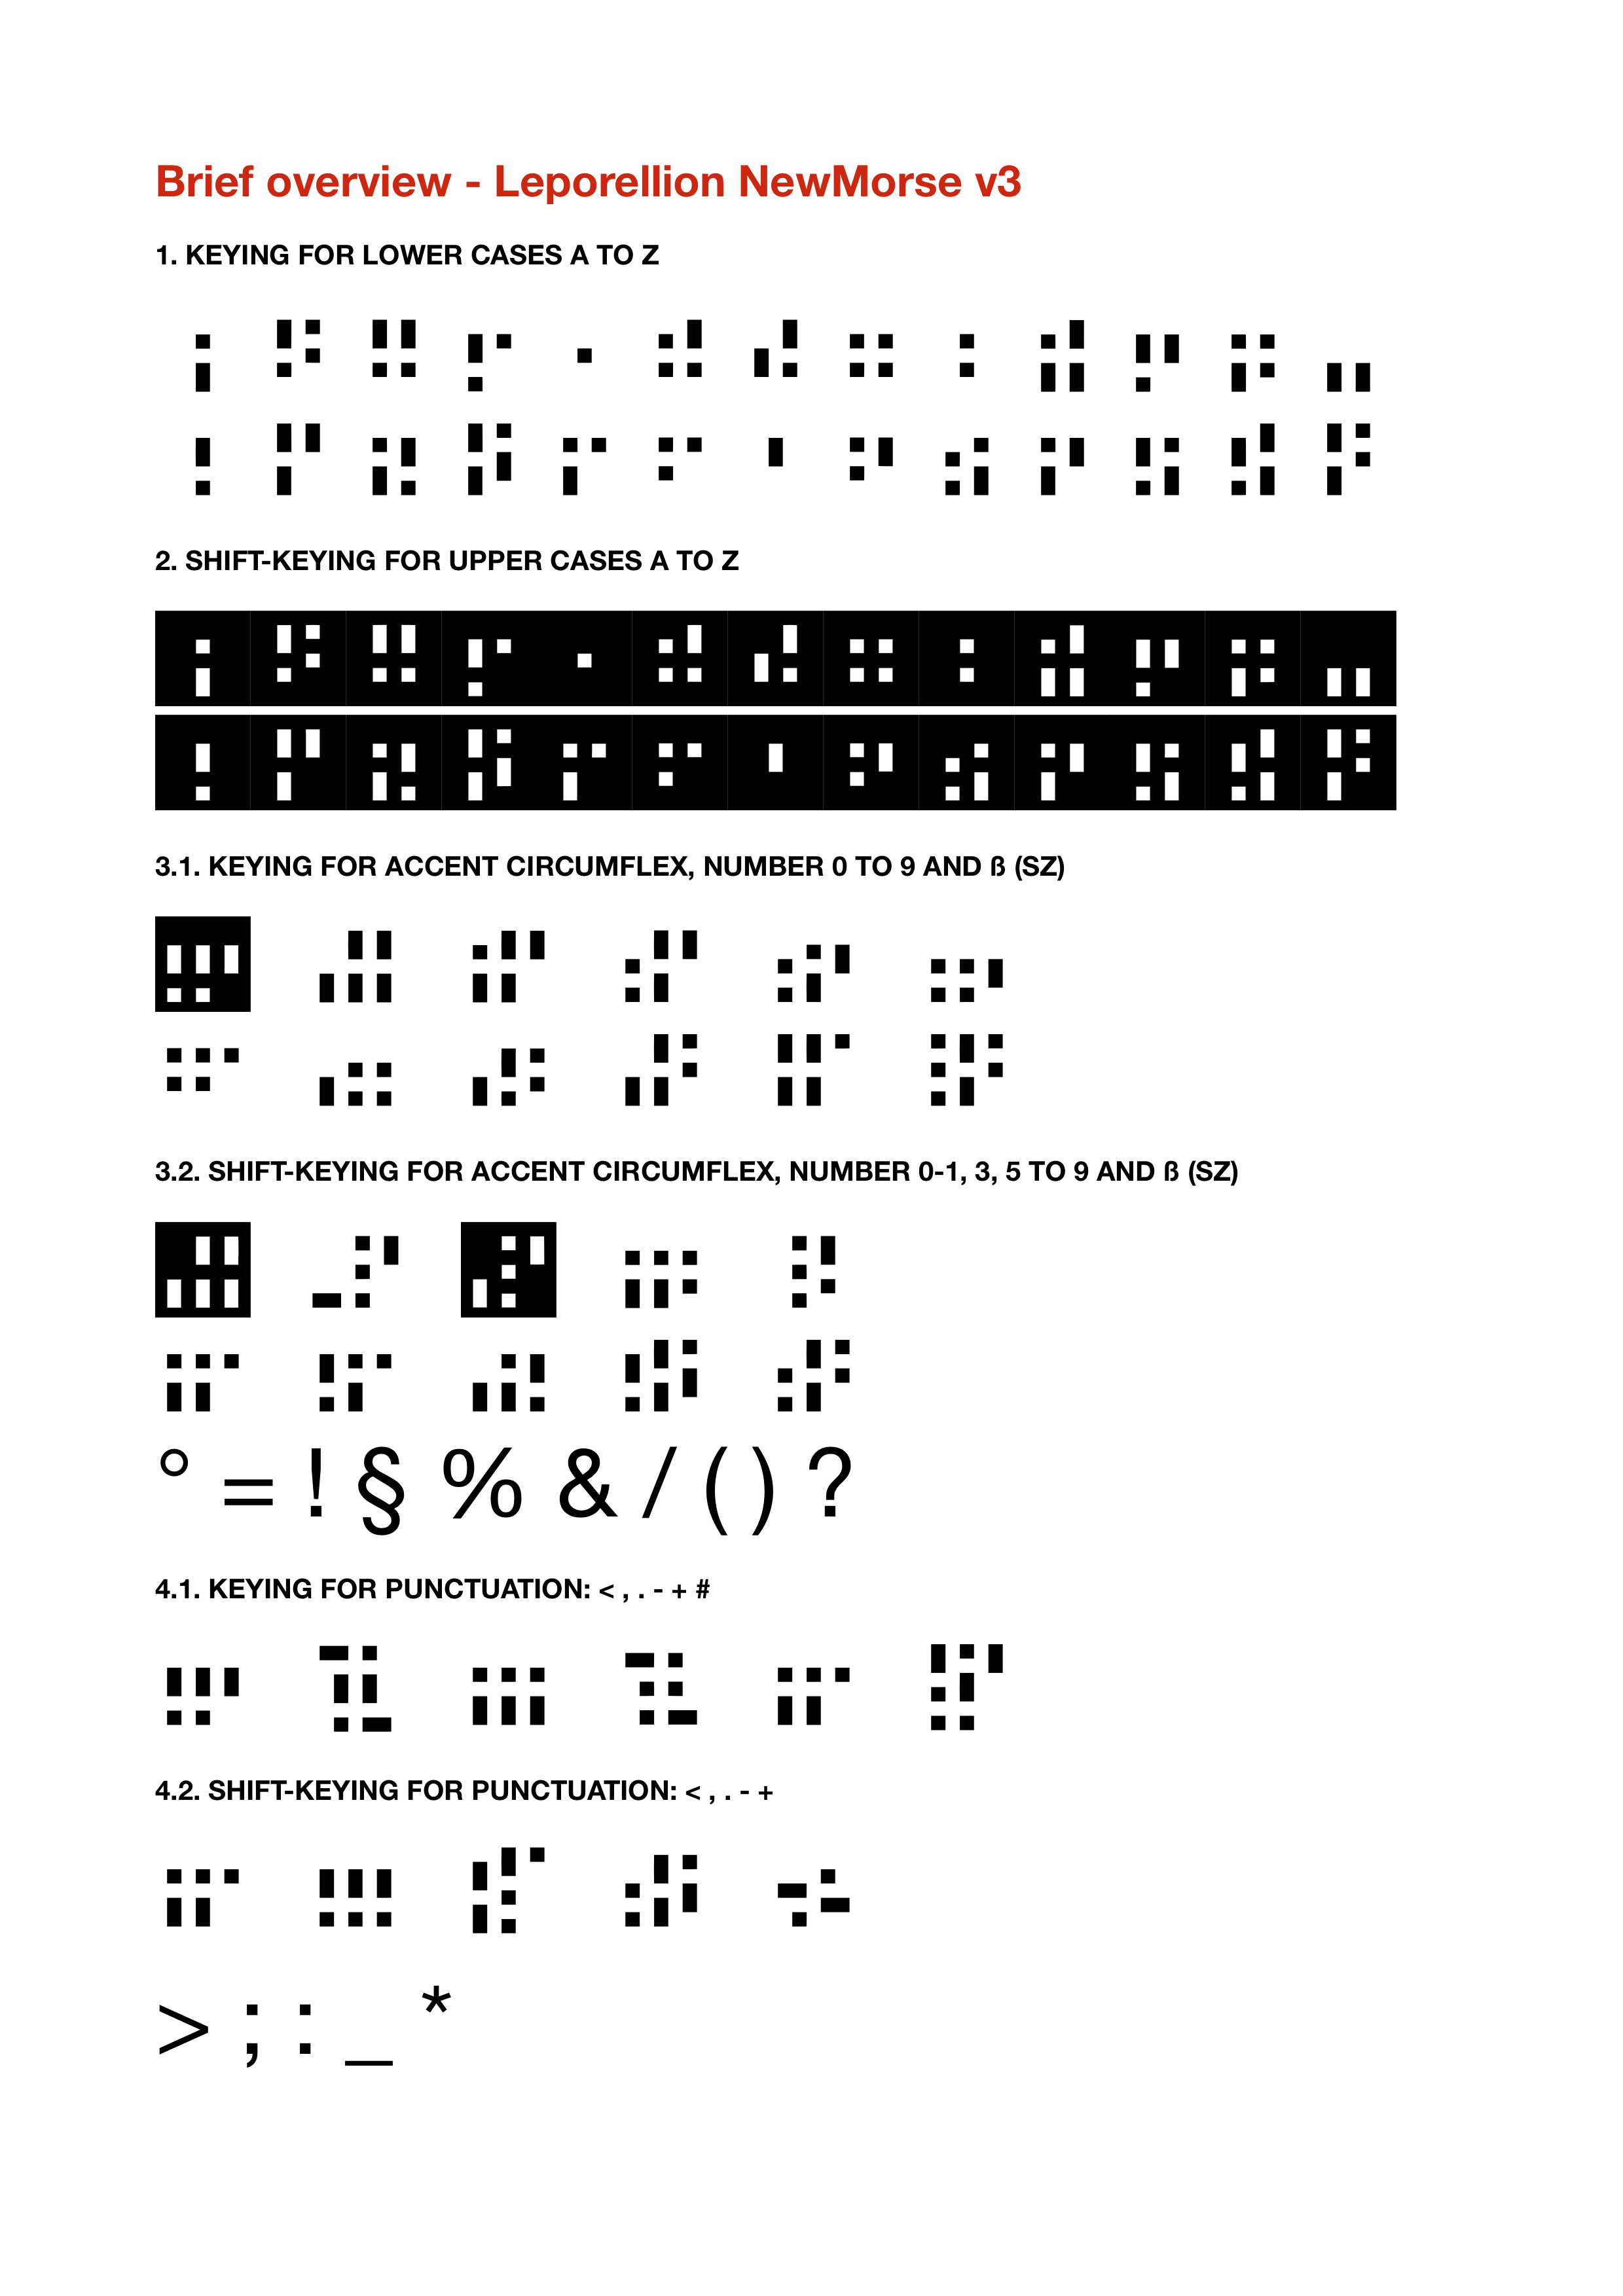 Brief overview - Leporellion NewMorse v3
1. KEYING FOR LOWER CASES A TO Z
2. SHIFT-KEYING FOR UPPER CASES A TO Z
3.1. KEYING FOR ACCENT CIRCUMFLEX, NUMBER 0 TO 9 AND ß (SZ)
3.2. SHIFT-KEYING FOR ACCENT CIRCUMFLEX, NUMBER 0-1, 3, 5 TO 9 AND ß (SZ)
° = ! § % & / ( ) ?
4.1. KEYING FOR PUNCTUATION: < , . - + #
4.2. SHIFT-KEYING FOR PUNCTUATION: < , . - +
> ; : _ *